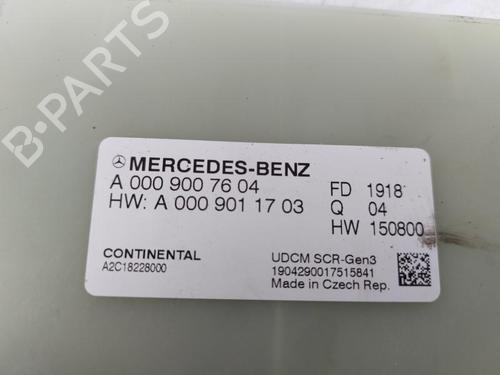 B-PARTS
MERCEDES-BENZ
A 000 900 76 04
HW: A 000 901 17 03
FD 1918
Q 04
HW 150800
CONTINENTAL
A2C18228000
UDCM SCR-Gen3
1904290017515841
Made in Czech Rep.